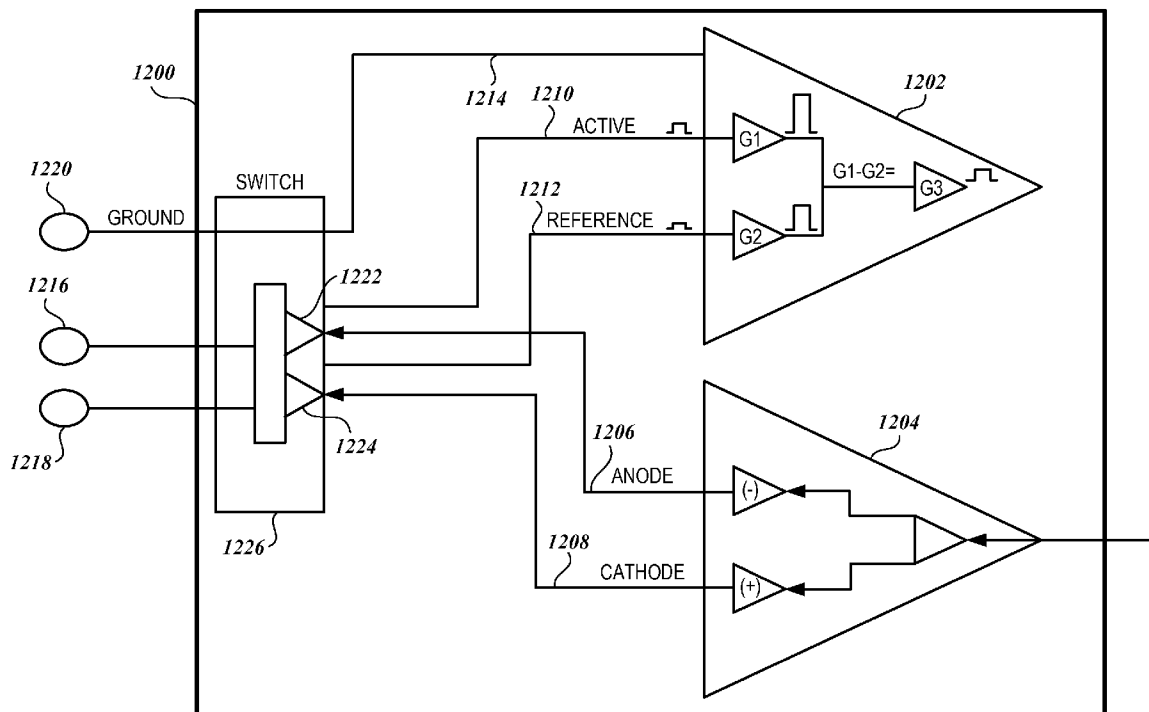 1200
1214
1210
ACTIVE
1202
G1
G1-G2=
G3
1220
SWITCH
1212
GROUND
REFERENCE
G2
1216
1222
1218
1224
1206
1204
ANODE
(-)
1226
1208
CATHODE
(+)